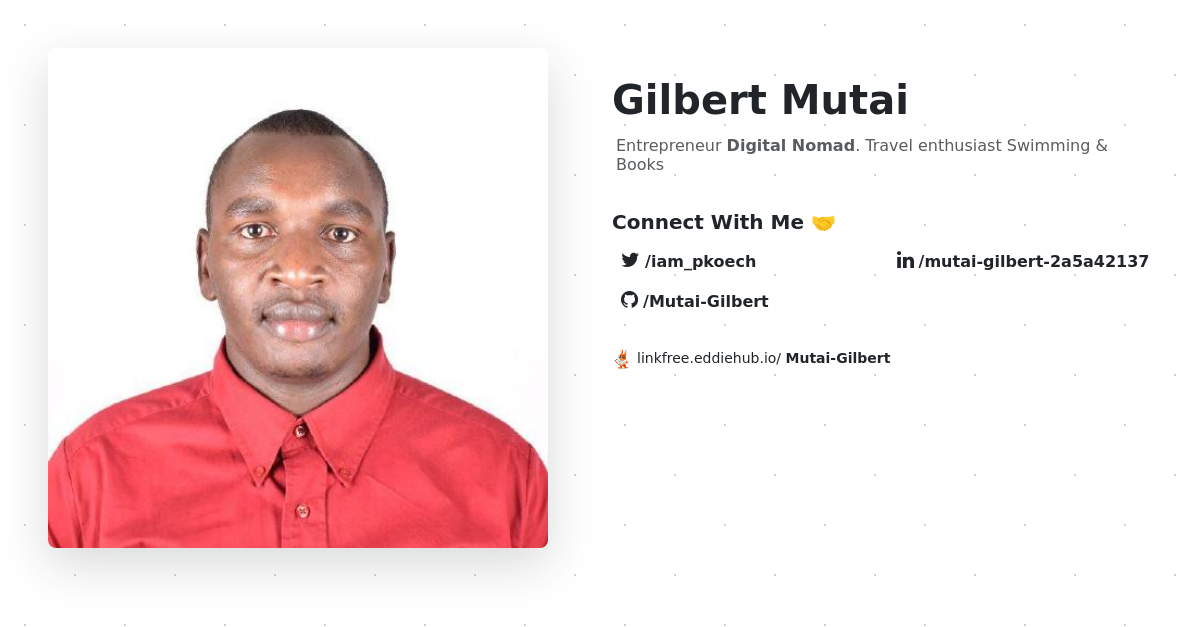 Gilbert Mutai
Entrepreneur Digital Nomad. Travel enthusiast Swimming &
Books
Connect With Me 🤝
/iam_pkoech
/mutai-gilbert-2a5a42137
/Mutai-Gilbert
linkfree.eddiehub.io/ Mutai-Gilbert